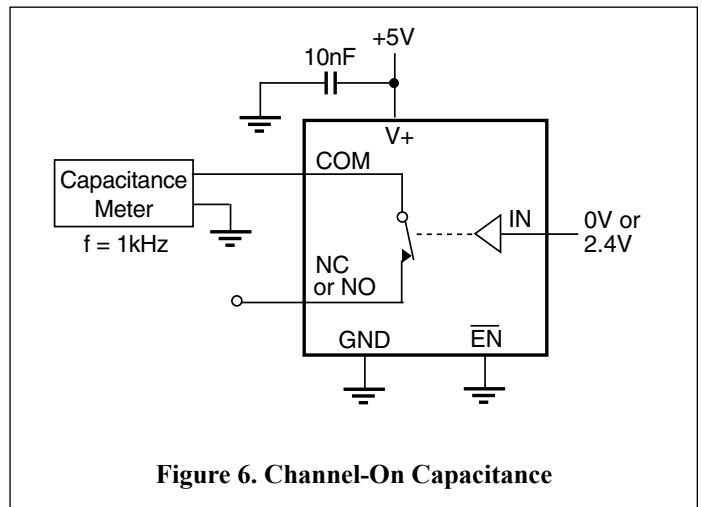 +5V
10nF
V+
COM
Capacitance
Meter
f = 1kHz
IN
0V or
2.4V
NC
or NO
GND
EN
Figure 6. Channel-On Capacitance